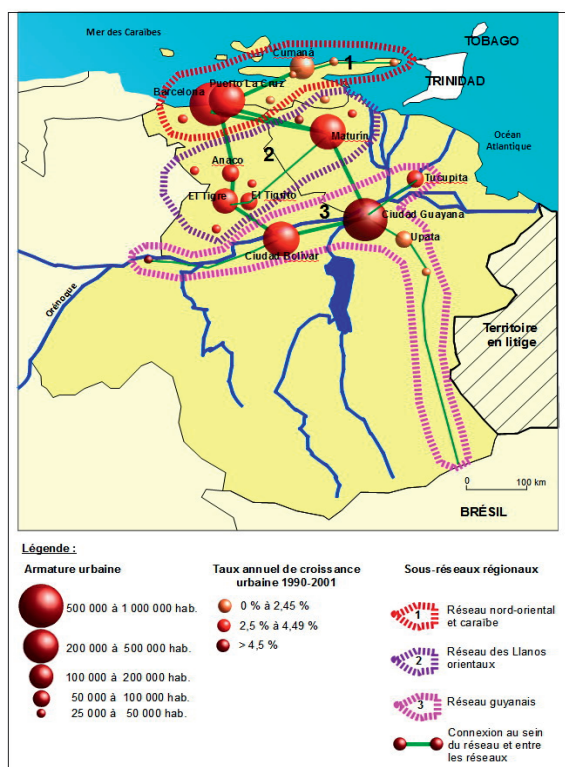 Mer des Caraïbes
TOBAGO
Cumaná
1
TRINIDAD
Barcelona
Puerto La Cruz
Océan
Atlantique
Maturin
2
Anaco
Tucupita
El Tigre
El Tigrito
3
Ciudad Guayana
Upata
Ciudad Bolivar
Orénoque
Territoire
en litige
0 100 km
BRÉSIL
Légende :
Armature urbaine
500 000 à 1 000 000 hab.
200 000 à 500 000 hab.
100 000 à 200 000 hab.
50 000 à 100 000 hab.
25 000 à 50 000 hab.
Taux annuel de croissance
urbaine 1990-2001
0 % à 2,45 %
2,5 % à 4,49 %
> 4,5 %
Sous-réseaux régionaux
1
Réseau nord-oriental
et caraïbe
2
Réseau des Llanos
orientaux
3
Réseau guyanais
Connexion au sein
du réseau et entre
les réseaux